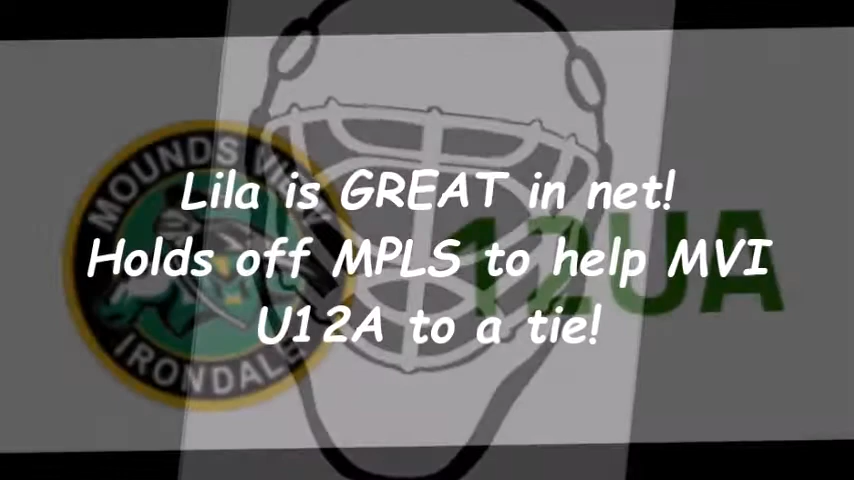 MOUNDS VIEW
Lila is GREAT in net!
Holds off MPLS to help MVI
U12A to a tie!
12UA
IRONDALE